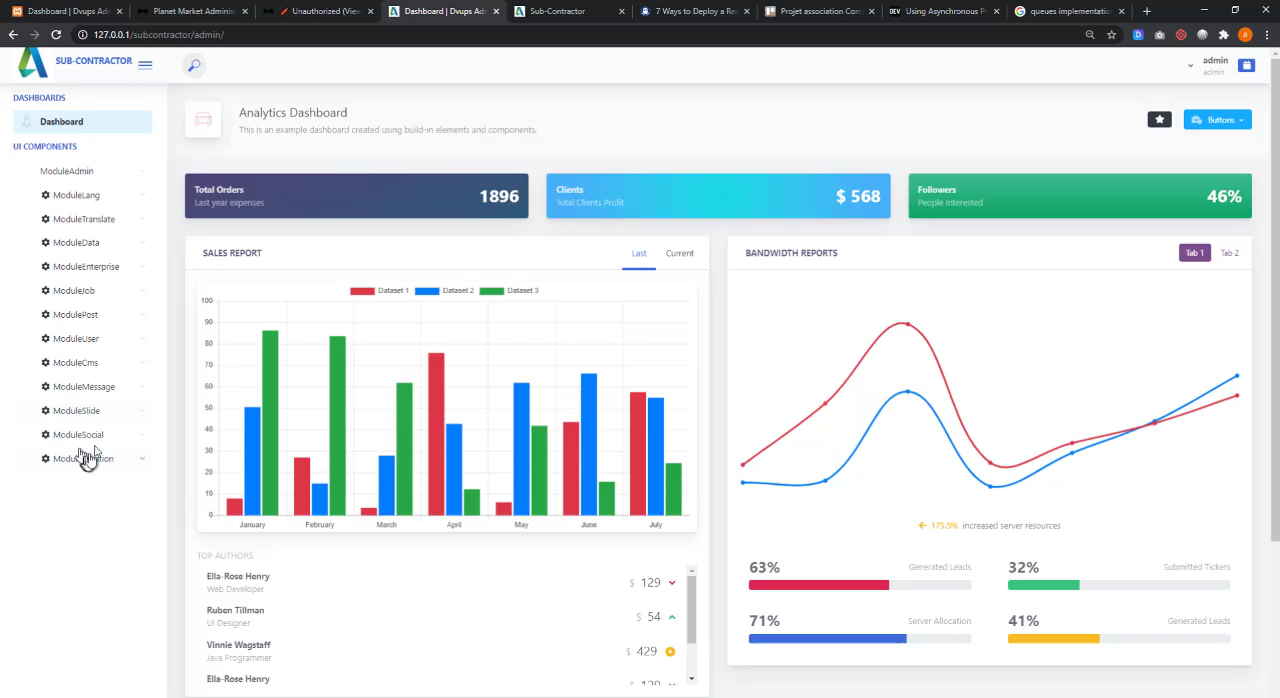 Dashboard | Dvups Adm
Planet Market Administr
Unauthorized (View
Dashboard | Dvups Adm
Sub-Contractor
7 Ways to Deploy a Rea
Projet association Com
DEV Using Asynchronous Pr
queues implementation
127.0.0.1/subcontractor/admin/
SUB-CONTRACTOR
admin
admin
DASHBOARDS
Dashboard
UI COMPONENTS
ModuleAdmin
ModuleLang
ModuleTranslate
ModuleData
ModuleEnterprise
ModuleJob
ModulePost
ModuleUser
ModuleCms
ModuleMessage
ModuleSlide
ModuleSocial
Analytics Dashboard
This is an example dashboard created using build-in elements and components.
Buttons
Total Orders
Last year expenses
1896
Clients
Total Clients Profit
$ 568
Followers
People Interested
46%
SALES REPORT
Last
Current
Dataset 1
Dataset 2
Dataset 3
100
90
80
70
60
50
40
30
20
10
0
January
February
March
April
May
June
July
TOP AUTHORS
Ella-Rose Henry
Web Developer
$ 129
Ruben Tillman
UI Designer
$ 54
Vinnie Wagstaff
Java Programmer
$ 429
Ella-Rose Henry
BANDWIDTH REPORTS
Tab 1
Tab 2
175.5% increased server resources
63%
Generated Leads
32%
Submitted Tickers
71%
Server Allocation
41%
Generated Leads